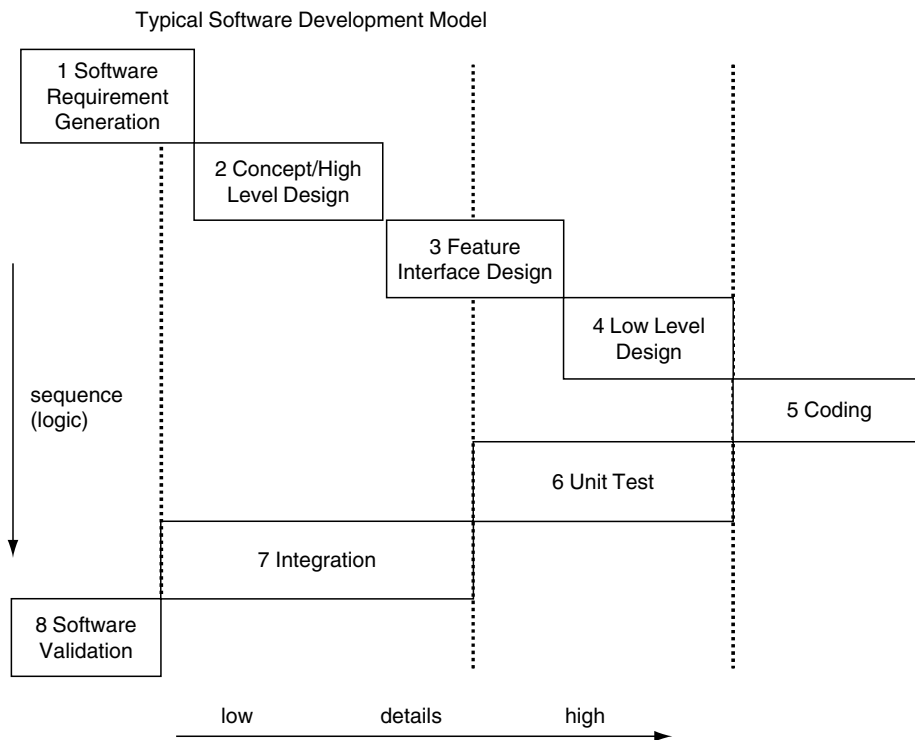 Typical Software Development Model
1 Software
Requirement
Generation
2 Concept/High
Level Design
3 Feature
Interface Design
4 Low Level
Design
sequence
(logic)
5 Coding
6 Unit Test
7 Integration
8 Software
Validation
low details high